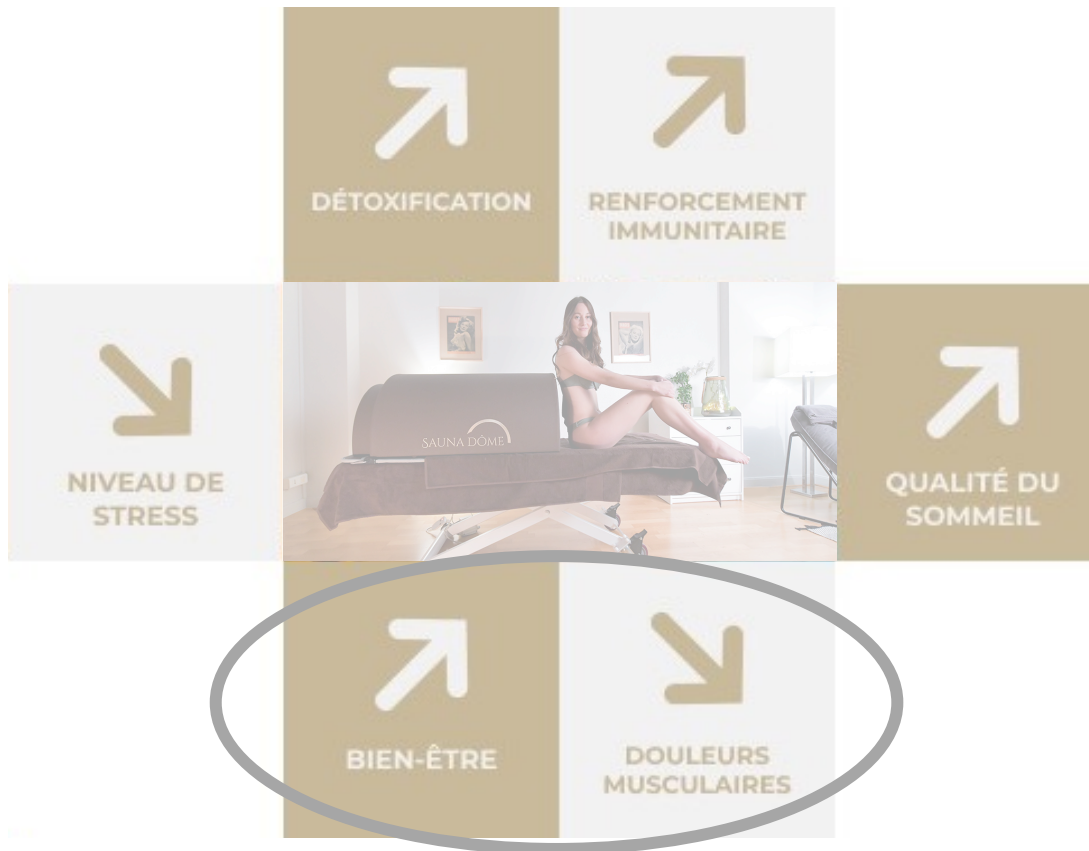 DÉTOXIFICATION
RENFORCEMENT
IMMUNITAIRE
NIVEAU DE
STRESS
SAUNA DÔME
QUALITÉ DU
SOMMEIL
BIEN-ÊTRE
DOULEURS
MUSCULAIRES